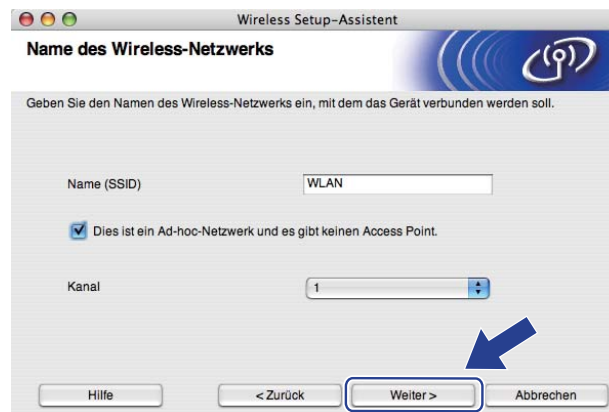 Wireless Setup-Assistent
Name des Wireless-Netzwerks
Geben Sie den Namen des Wireless-Netzwerks ein, mit dem das Gerät verbunden werden soll.
Name (SSID) WLAN
Dies ist ein Ad-hoc-Netzwerk und es gibt keinen Access Point.
Kanal 1
Hilfe < Zurück Weiter > Abbrechen